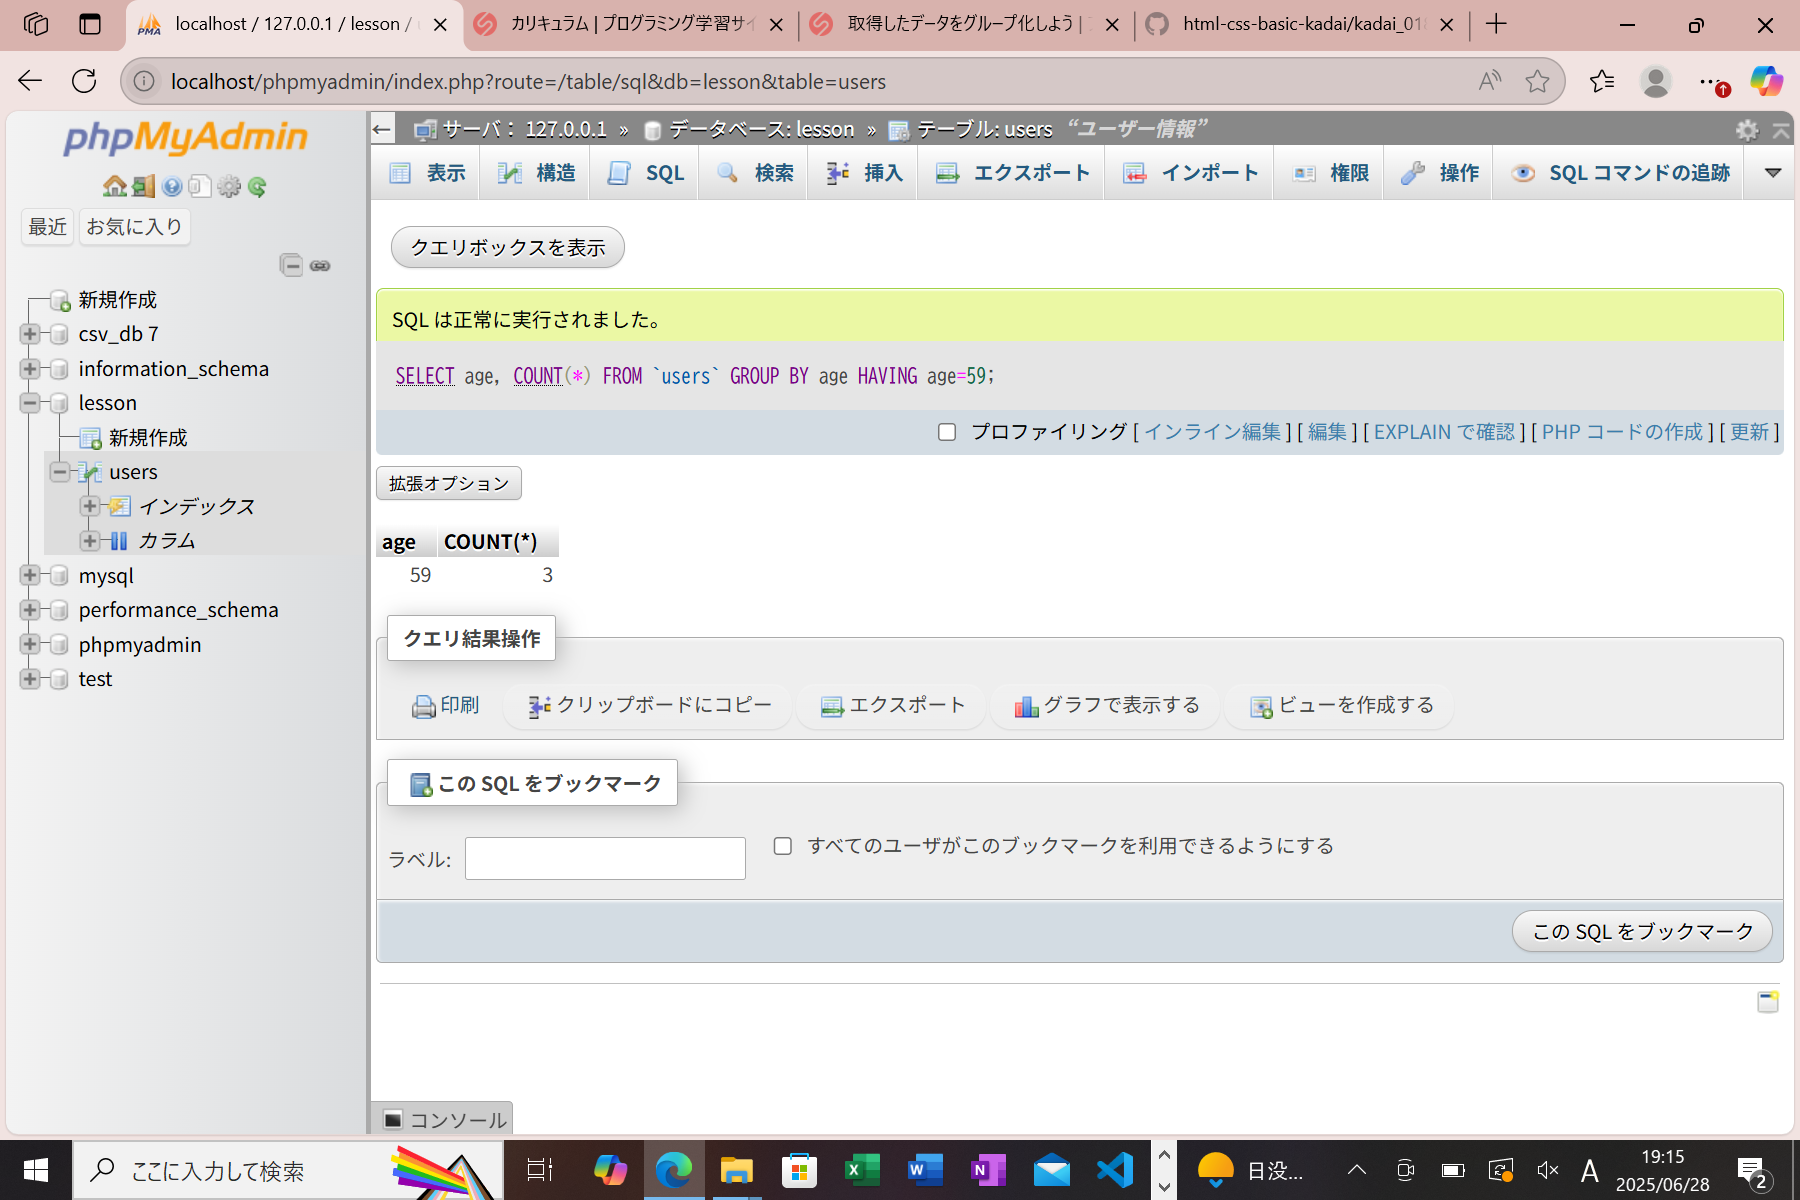 localhost / 127.0.0.1 / lesson /
カリキュラム | プログラミング学習サイ
取得したデータをグループ化しよう |
html-css-basic-kadai/kadai_01
localhost/phpmyadmin/index.php?route=/table/sql&db=lesson&table=users
phpMyAdmin
最近
お気に入り
新規作成
csv_db 7
information_schema
lesson
新規作成
users
インデックス
カラム
mysql
performance_schema
phpmyadmin
test
サーバ: 127.0.0.1 » データベース: lesson » テーブル: users “ユーザー情報”
表示 構造 SQL 検索 挿入 エクスポート インポート 権限 操作 SQL コマンドの追跡
クエリボックスを表示
SQL は正常に実行されました。
SELECT age, COUNT(*) FROM `users` GROUP BY age HAVING age=59;
プロファイリング [ インライン編集 ] [ 編集 ] [ EXPLAIN で確認 ] [ PHP コードの作成 ] [ 更新 ]
拡張オプション
age COUNT(*)
59 3
クエリ結果操作
印刷 クリップボードにコピー エクスポート グラフで表示する ビューを作成する
この SQL をブックマーク
ラベル: すべてのユーザがこのブックマークを利用できるようにする
この SQL をブックマーク
コンソール
ここに入力して検索
日没...
A
19:15
2025/06/28
2